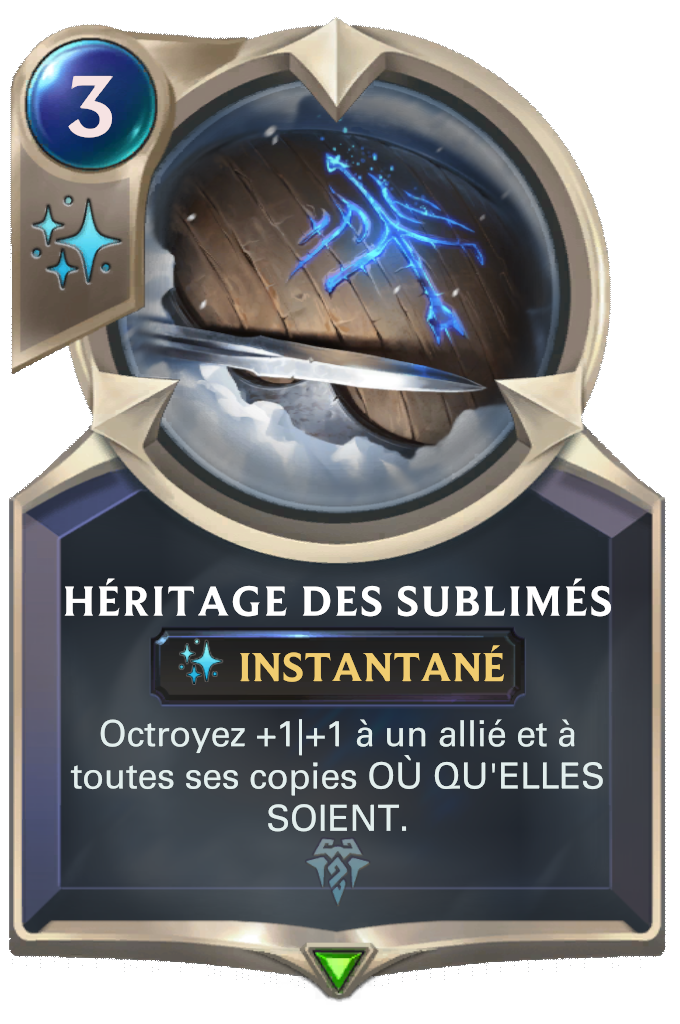 3
HÉRITAGE DES SUBLIMÉS
INSTANTANÉ
Octroyez +1|+1 à un allié et à
toutes ses copies OÙ QU'ELLES
SOIENT.